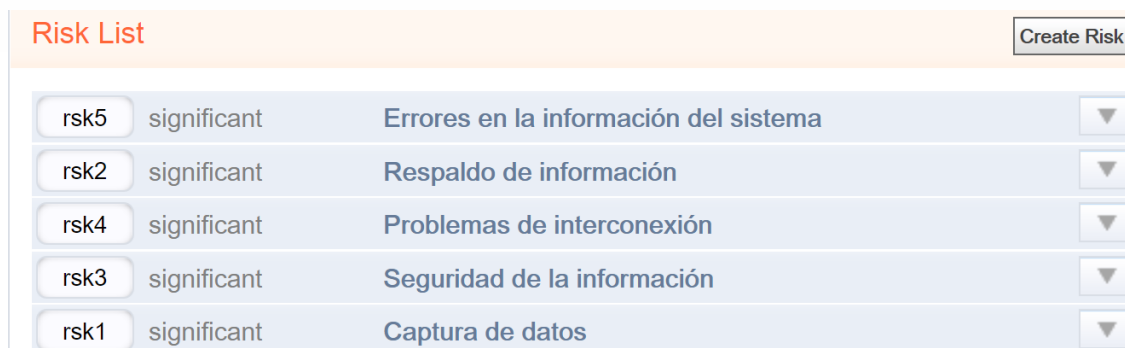 Risk List
Create Risk
rsk5 significant Errores en la información del sistema
rsk2 significant Respaldo de información
rsk4 significant Problemas de interconexión
rsk3 significant Seguridad de la información
rsk1 significant Captura de datos